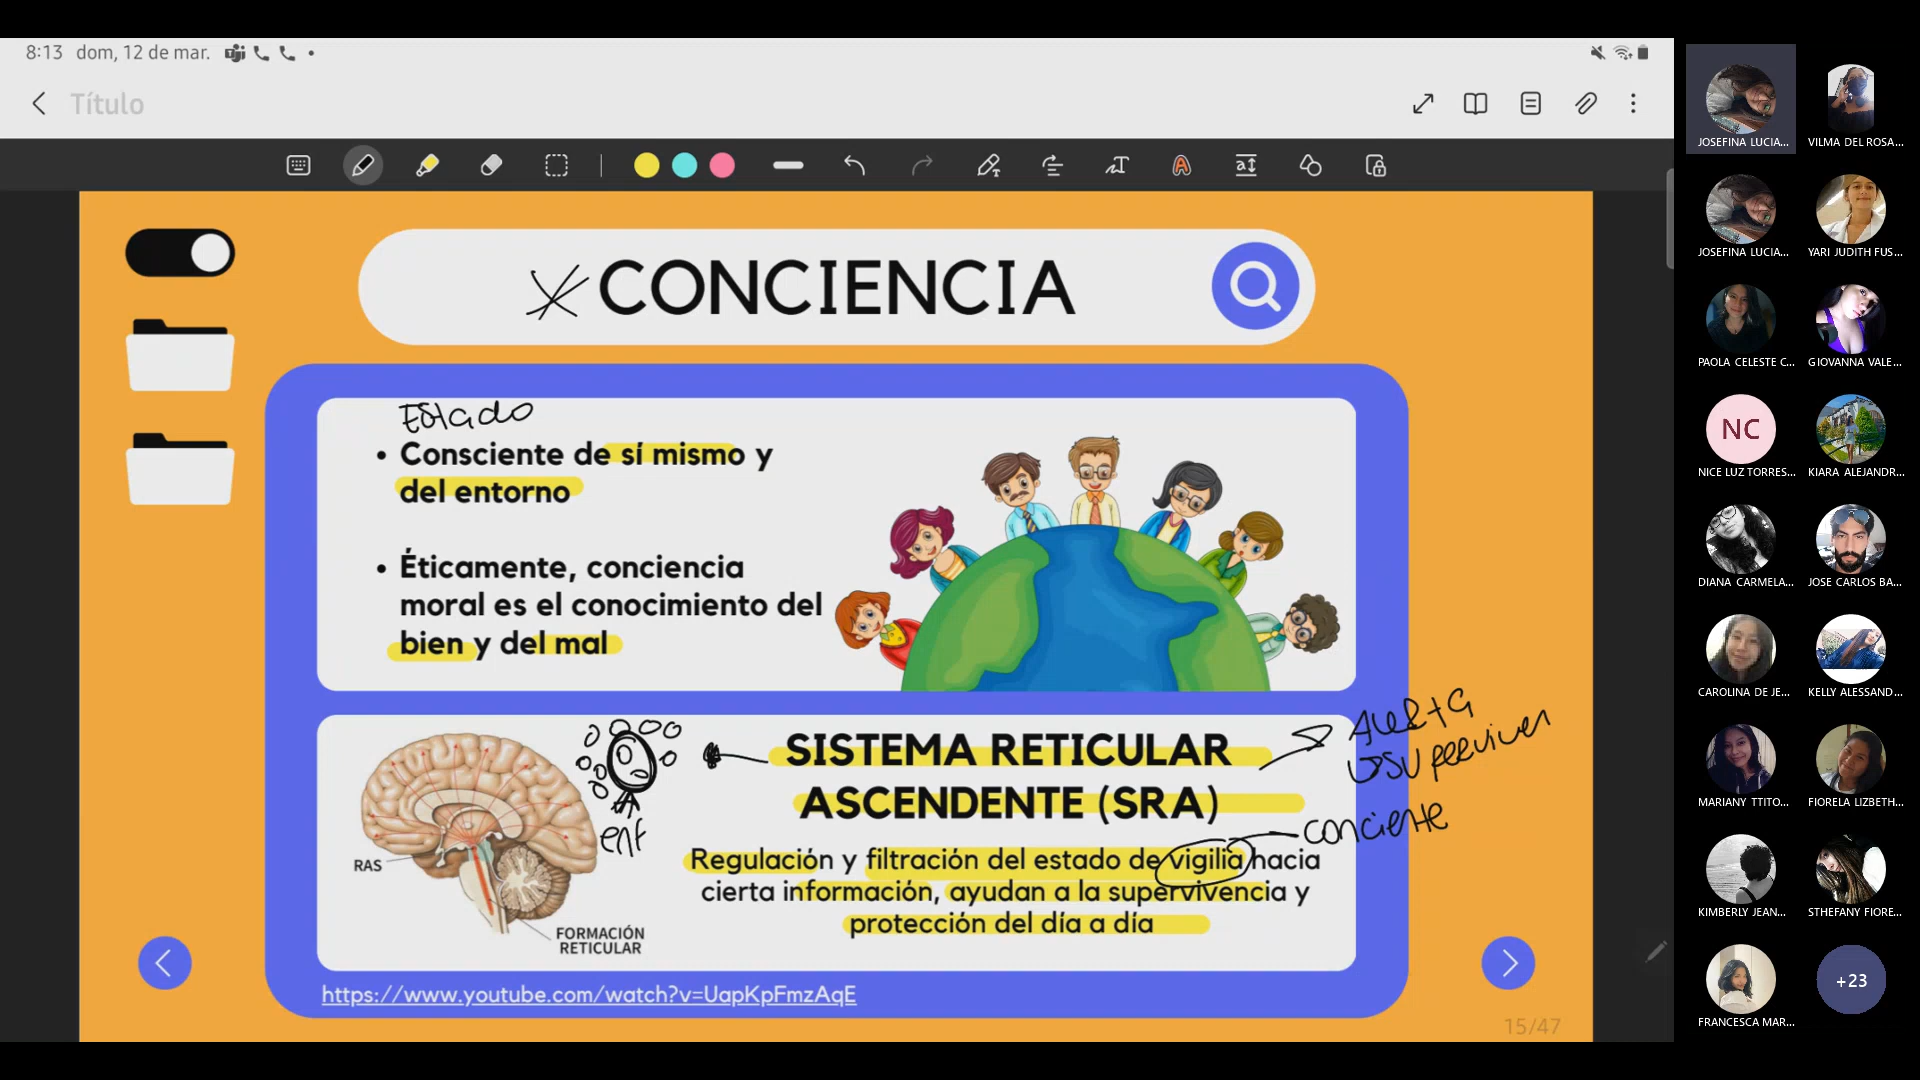 8:13 dom, 12 de mar.
Título
CONCIENCIA
Estado
• Consciente de sí mismo y
del entorno
• Éticamente, conciencia
moral es el conocimiento del
bien y del mal
SISTEMA RETICULAR
ASCENDENTE (SRA)
Alerta
conciente
enf
Regulación y filtración del estado de vigilia hacia
cierta información, ayudan a la supervivencia y
protección del día a día
RAS
FORMACIÓN
RETICULAR
https://www.youtube.com/watch?v=UapKpFmzAqE
15/47
JOSEFINA LUCIA...
VILMA DEL ROSA...
JOSEFINA LUCIA...
YARI JUDITH FUS...
PAOLA CELESTE C...
GIOVANNA VALE...
NC
NICE LUZ TORRES...
KIARA ALEJANDR...
DIANA CARMELA...
JOSE CARLOS BA...
CAROLINA DE JE...
KELLY ALESSAND...
MARIANY TTITO...
FIORELA LIZBETH...
KIMBERLY JEAN...
STHEFANY FIORE...
FRANCESCA MAR...
+23